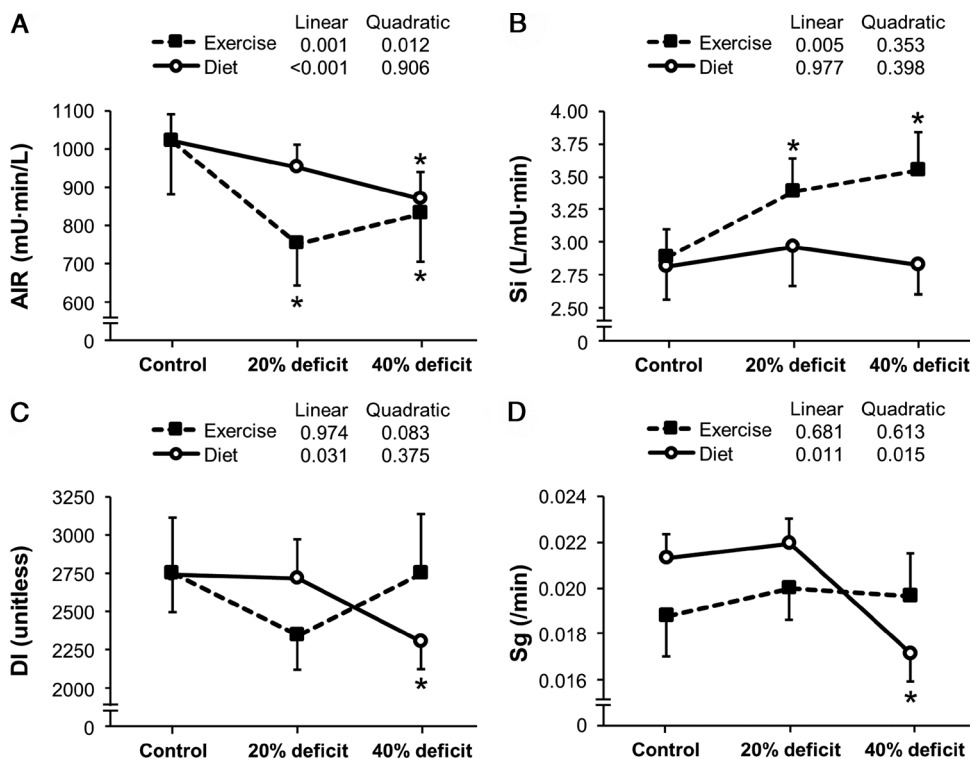 A
Linear Quadratic
Exercise 0.001 0.012
Diet <0.001 0.906
AIR (mU·min/L)
1100
1000
900
800
700
600
0
*
*
*
Control 20% deficit 40% deficit
B
Linear Quadratic
Exercise 0.005 0.353
Diet 0.977 0.398
Si (L/mU·min)
4.00
3.75
3.50
3.25
3.00
2.75
2.50
0
*
*
Control 20% deficit 40% deficit
C
Linear Quadratic
Exercise 0.974 0.083
Diet 0.031 0.375
DI (unitless)
3250
3000
2750
2500
2250
2000
0
*
Control 20% deficit 40% deficit
D
Linear Quadratic
Exercise 0.681 0.613
Diet 0.011 0.015
Sg (/min)
0.024
0.022
0.020
0.018
0.016
0
*
Control 20% deficit 40% deficit